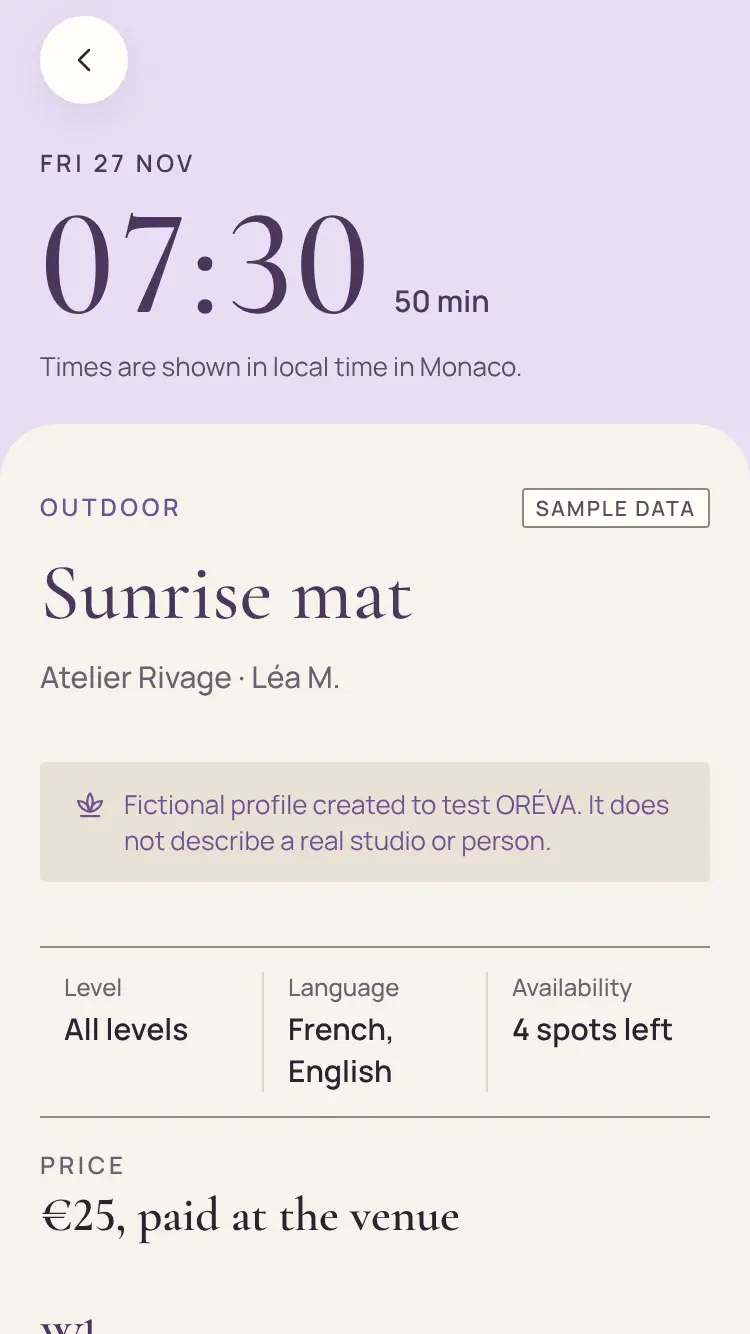 FRI 27 NOV
07:30 50 min
Times are shown in local time in Monaco.
OUTDOOR
SAMPLE DATA
Sunrise mat
Atelier Rivage · Léa M.
Fictional profile created to test ORÉVA. It does
not describe a real studio or person.
Level
All levels
Language
French,
English
Availability
4 spots left
PRICE
€25, paid at the venue